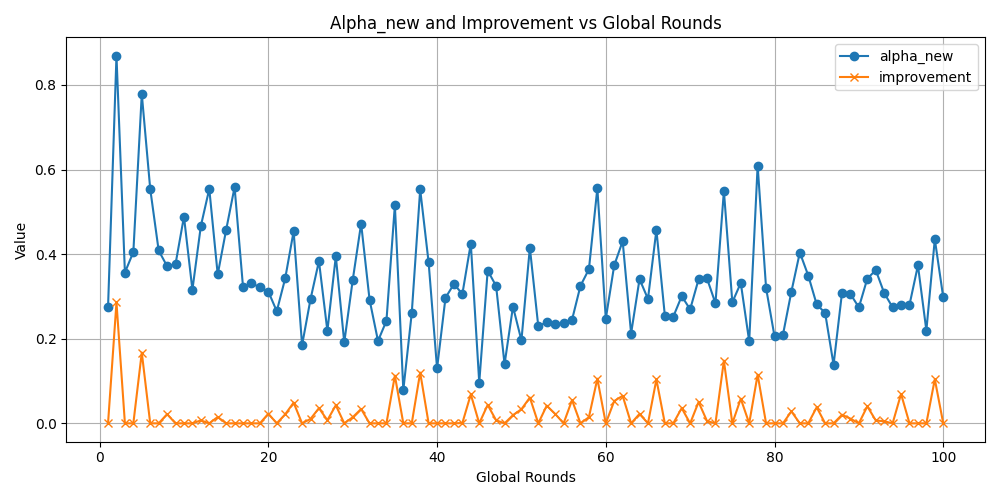 Alpha_new and Improvement vs Global Rounds
alpha_new
improvement
Value
0.8
0.6
0.4
0.2
0.0
0 20 40 60 80 100
Global Rounds